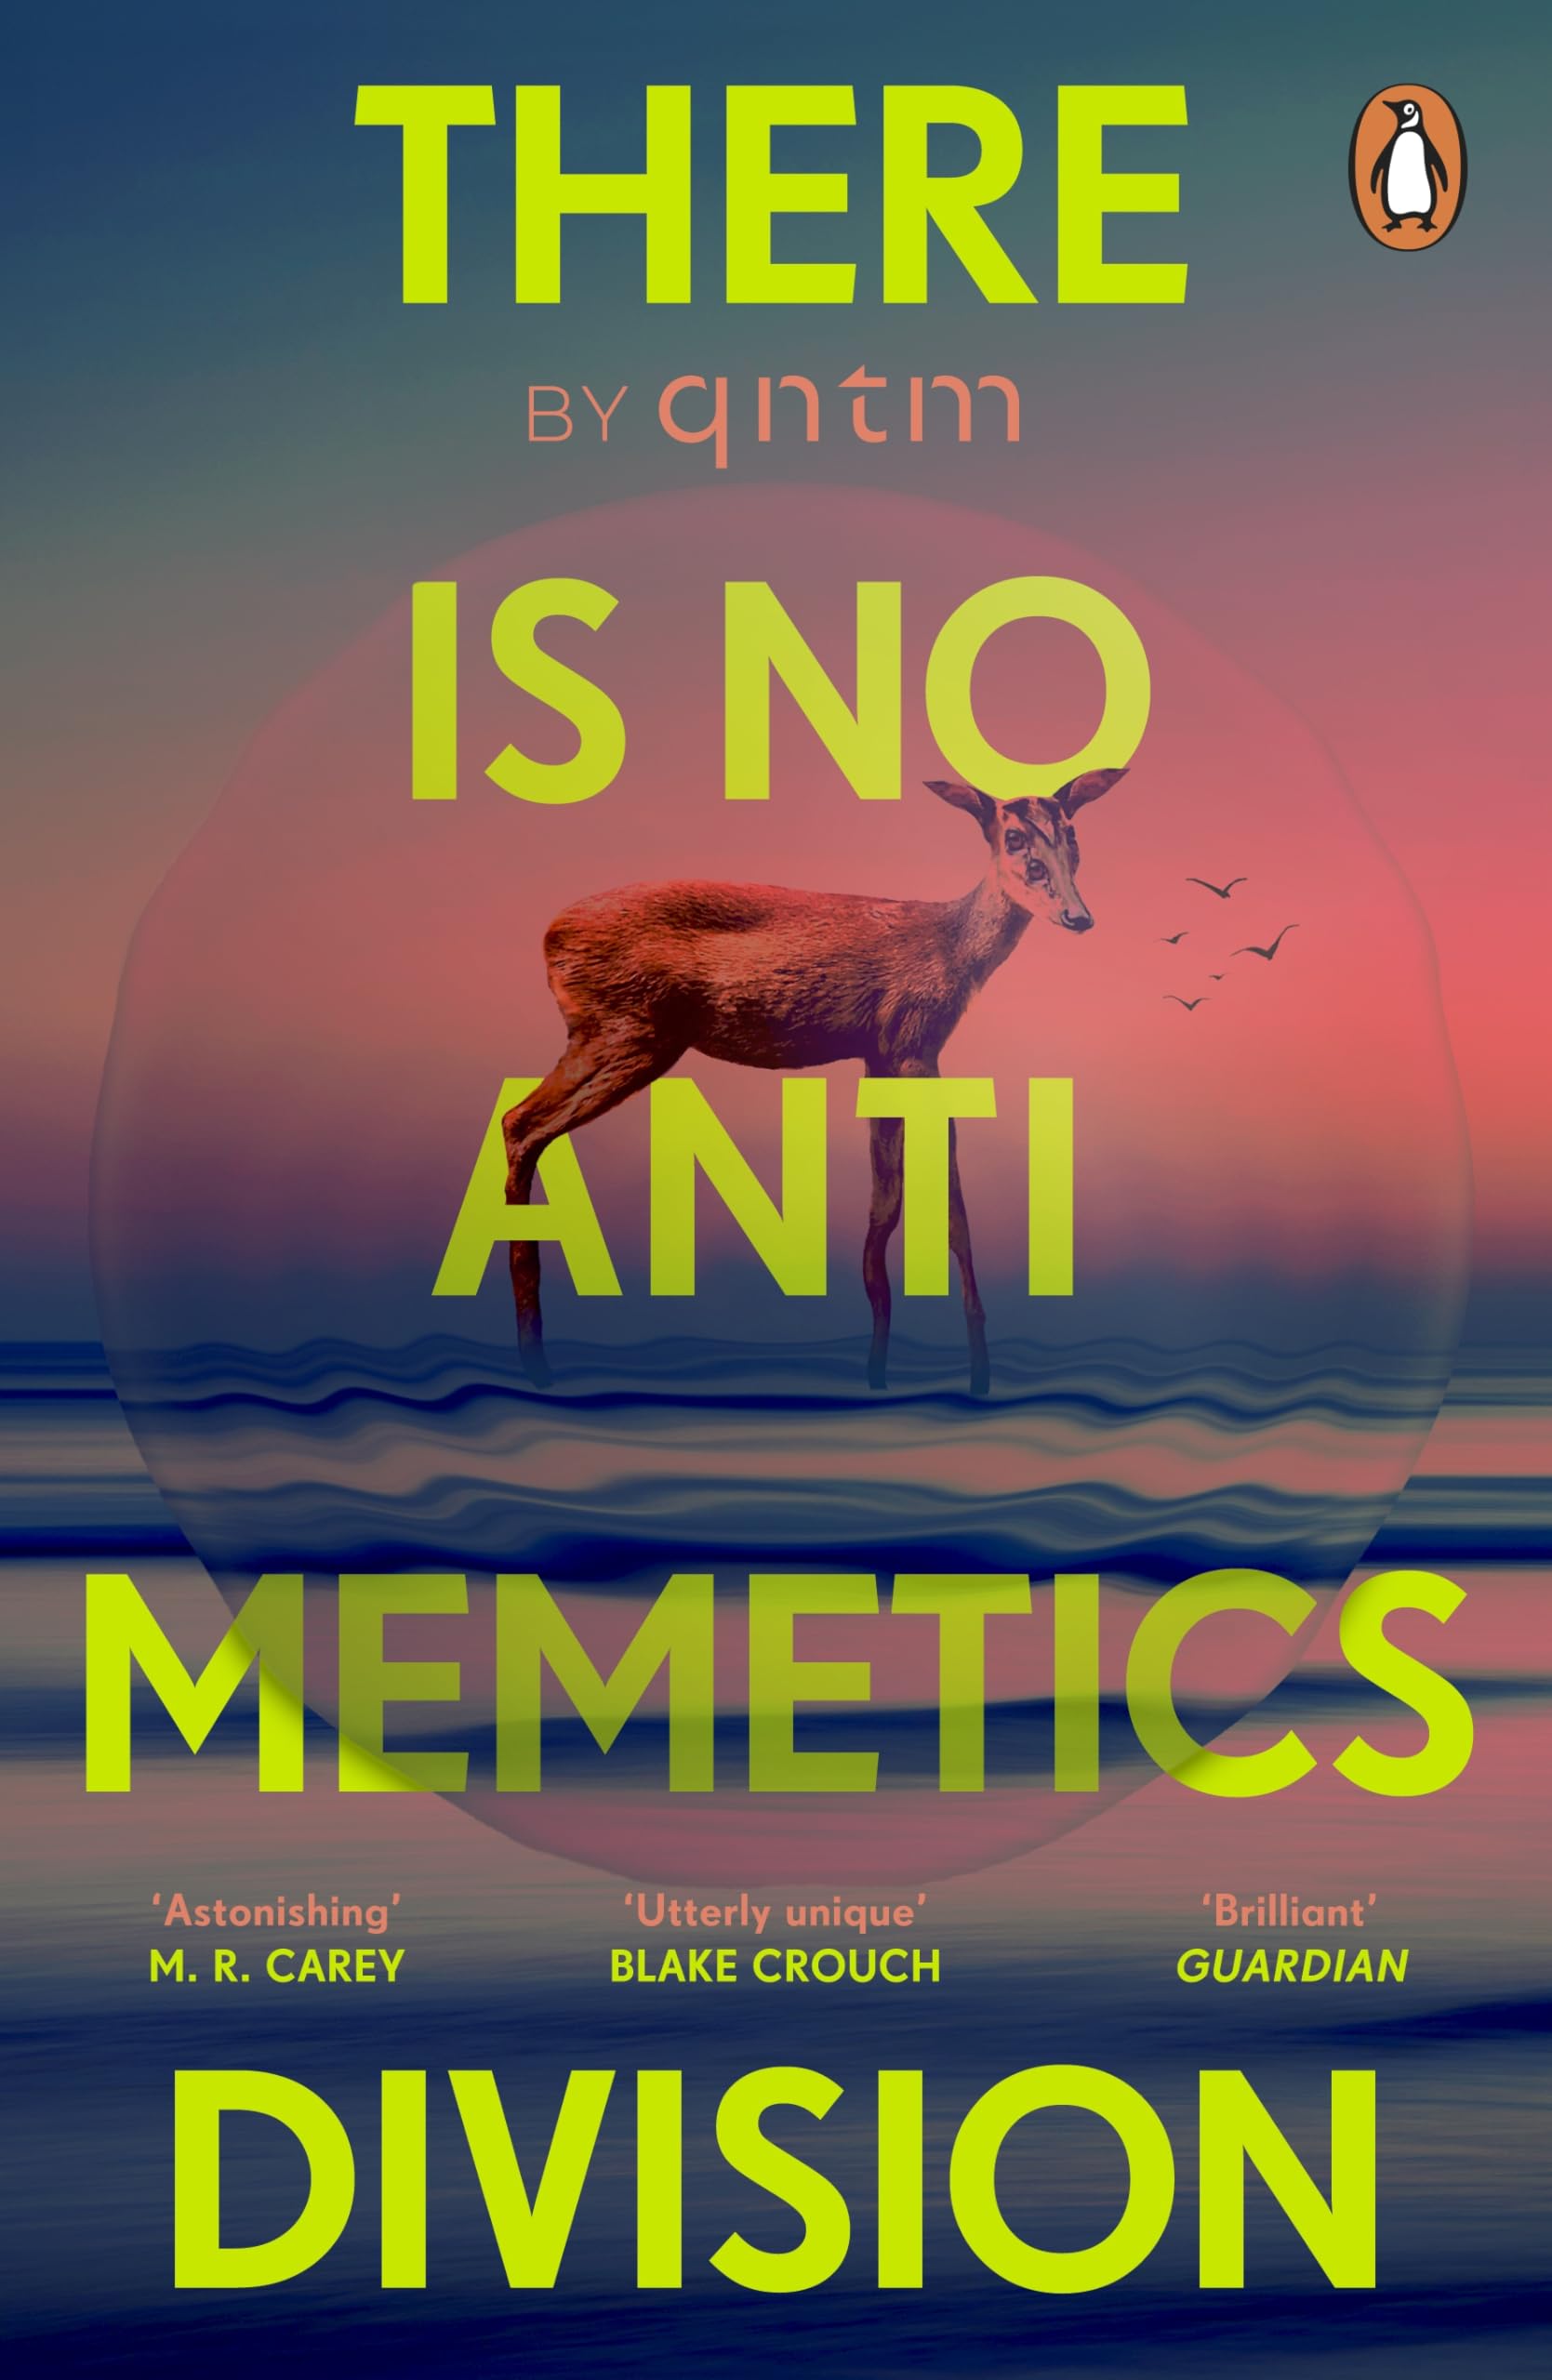 THERE
BY qntm
IS NO
ANTI
MEMETICS
‘Astonishing’
M. R. CAREY
‘Utterly unique’
BLAKE CROUCH
‘Brilliant’
GUARDIAN
DIVISION